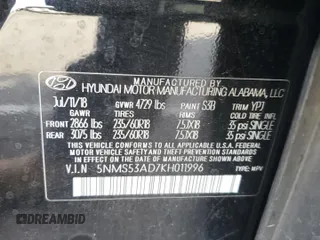 MANUFACTURED BY
HYUNDAI MOTOR MANUFACTURING ALABAMA, LLC
Jul/11/18 GVWR 4729 lbs PAINT S3B TRIM YPJ
GAWR TIRES RIMS COLD TIRE PRESSURE
FRONT 2866 lbs 235/60R18 7.5JX18 35 psi SINGLE
REAR 3075 lbs 235/60R18 7.5JX18 35 psi SINGLE
THIS VEHICLE CONFORMS TO ALL APPLICABLE U.S.
FEDERAL MOTOR VEHICLE SAFETY AND THEFT PREVENTION
STANDARDS IN EFFECT ON THE DATE OF MANUFACTURE SHOWN ABOVE.
V.I.N 5NMS53AD7KH011996 TYPE: MPV
DREAMBID